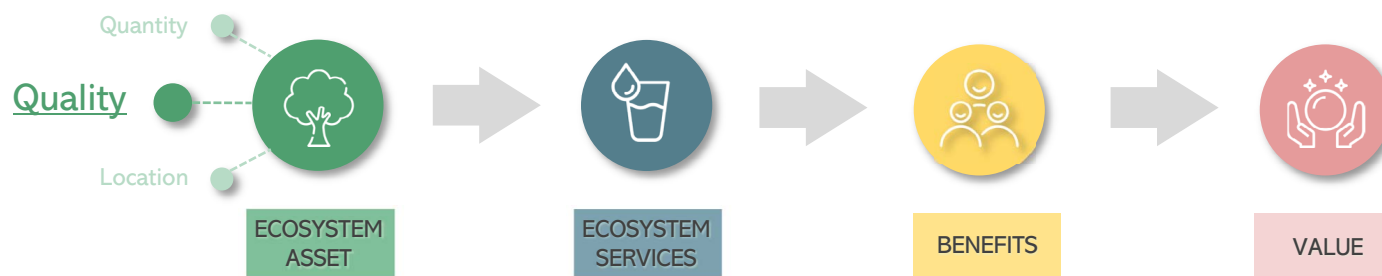 Quantity
Quality
Location
ECOSYSTEM
ASSET
ECOSYSTEM
SERVICES
BENEFITS
VALUE